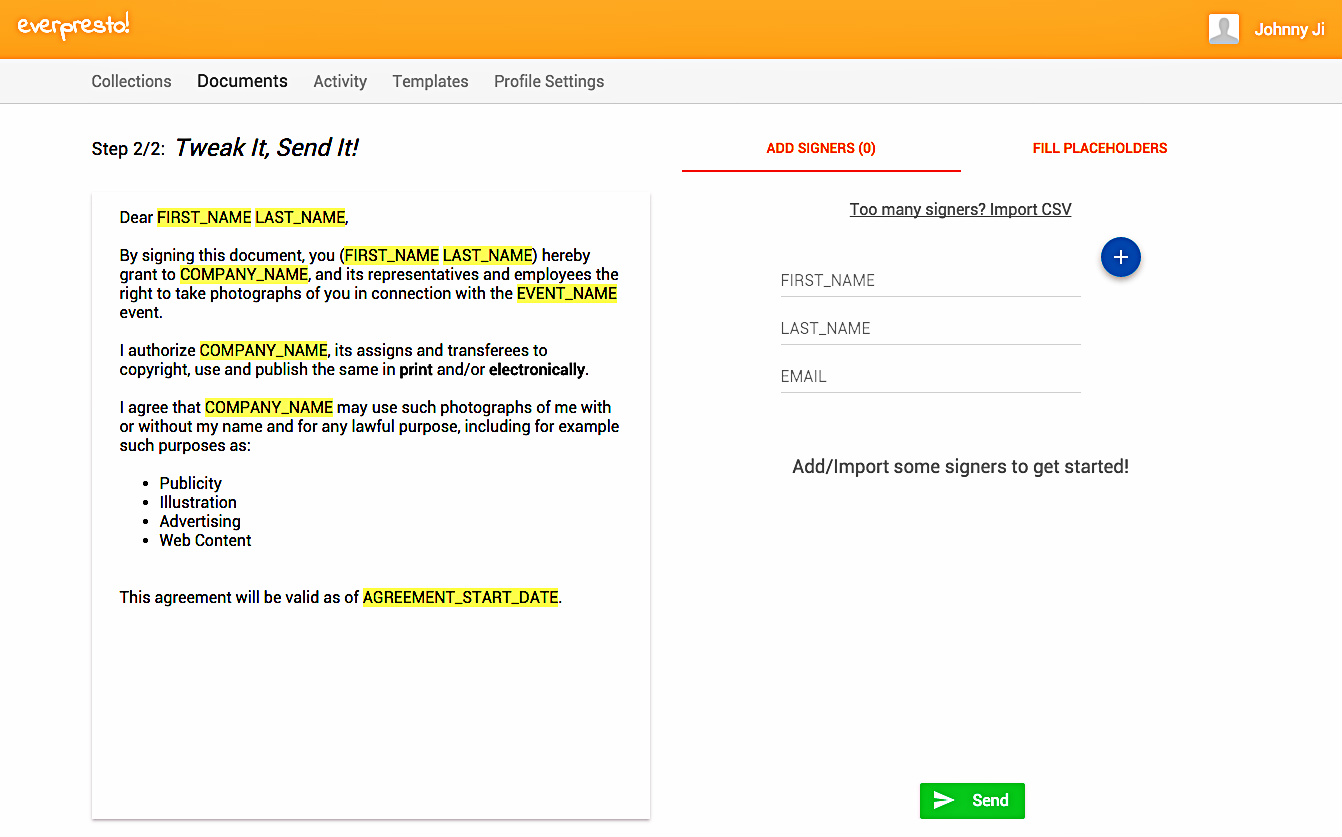 everpresto!
Johnny Ji
Collections Documents Activity Templates Profile Settings
Step 2/2: Tweak It, Send It!
ADD SIGNERS (0)
FILL PLACEHOLDERS
Dear FIRST_NAME LAST_NAME,
By signing this document, you (FIRST_NAME LAST_NAME) hereby
grant to COMPANY_NAME, and its representatives and employees the
right to take photographs of you in connection with the EVENT_NAME
event.
I authorize COMPANY_NAME, its assigns and transferees to
copyright, use and publish the same in print and/or electronically.
I agree that COMPANY_NAME may use such photographs of me with
or without my name and for any lawful purpose, including for example
such purposes as:
• Publicity
• Illustration
• Advertising
• Web Content
This agreement will be valid as of AGREEMENT_START_DATE.
Too many signers? Import CSV
+
FIRST_NAME
LAST_NAME
EMAIL
Add/Import some signers to get started!
Send